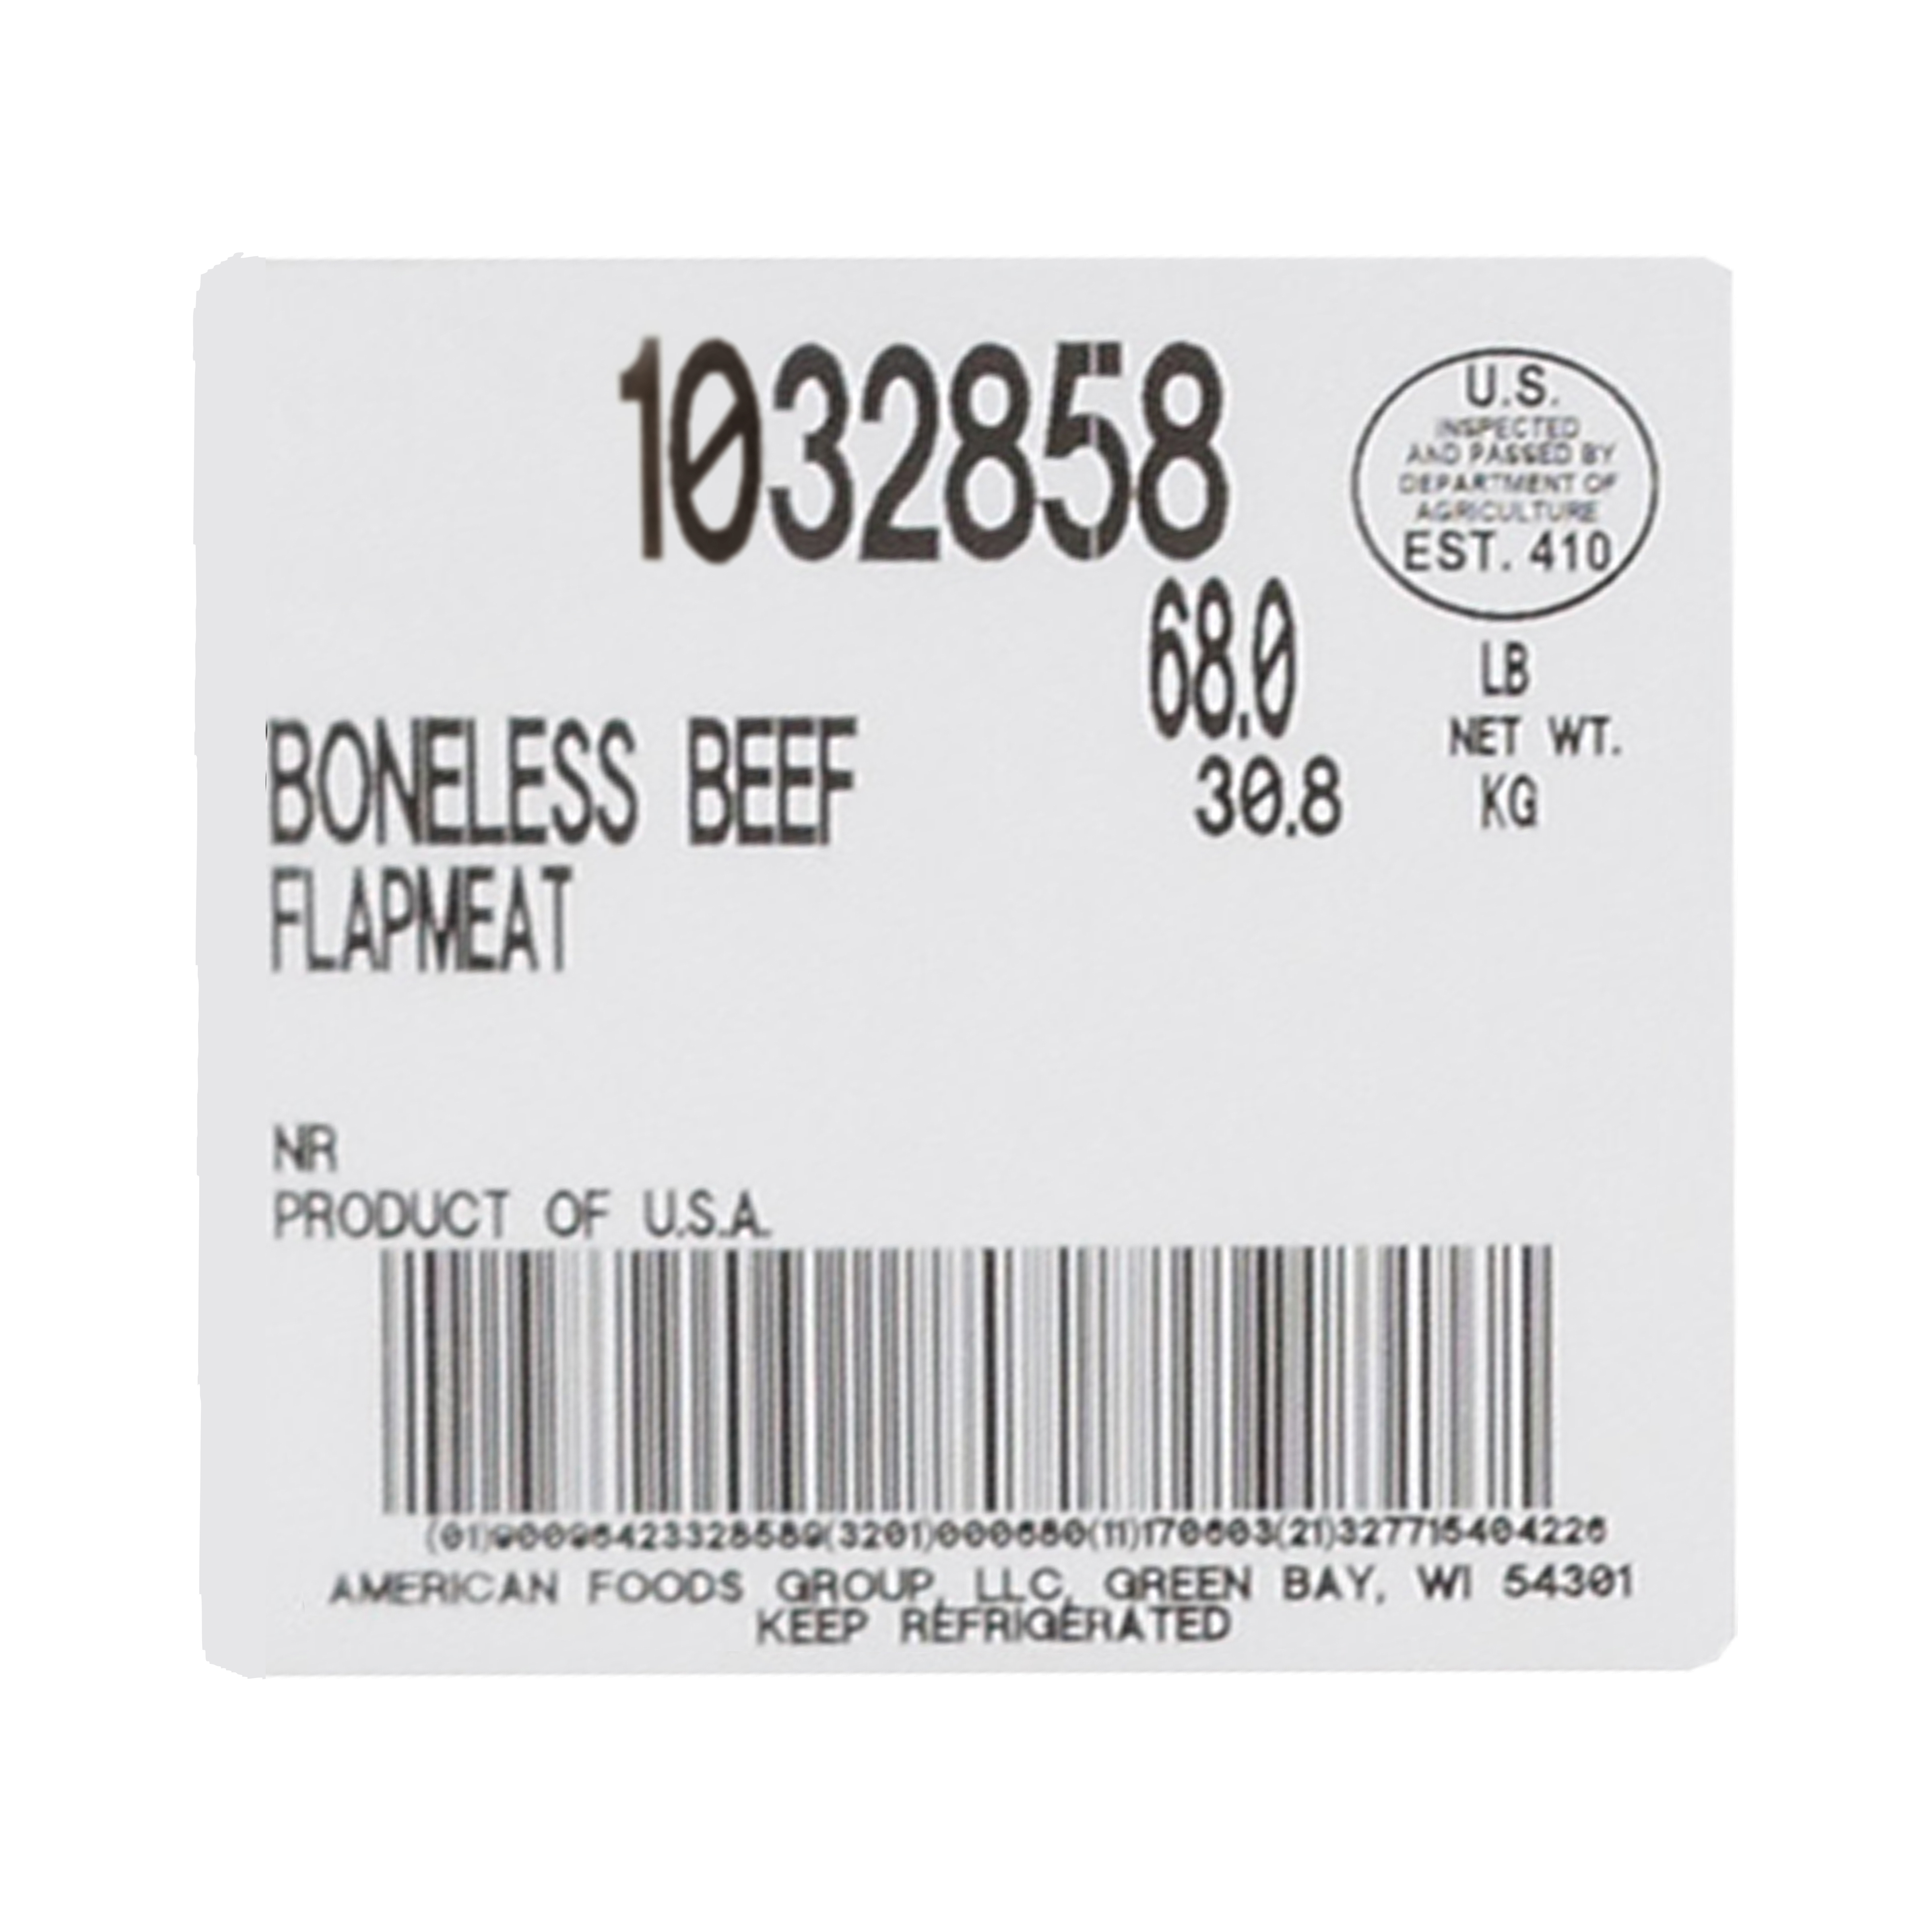 1032858
U.S.
INSPECTED
AND PASSED BY
DEPARTMENT OF
AGRICULTURE
EST. 410
68.0 LB
NET WT.
30.8 KG
BONELESS BEEF
FLAPMEAT
NR
PRODUCT OF U.S.A.
(01)90096423328589(3201)000680(11)170603(21)327715404226
AMERICAN FOODS GROUP, LLC, GREEN BAY, WI 54301
KEEP REFRIGERATED